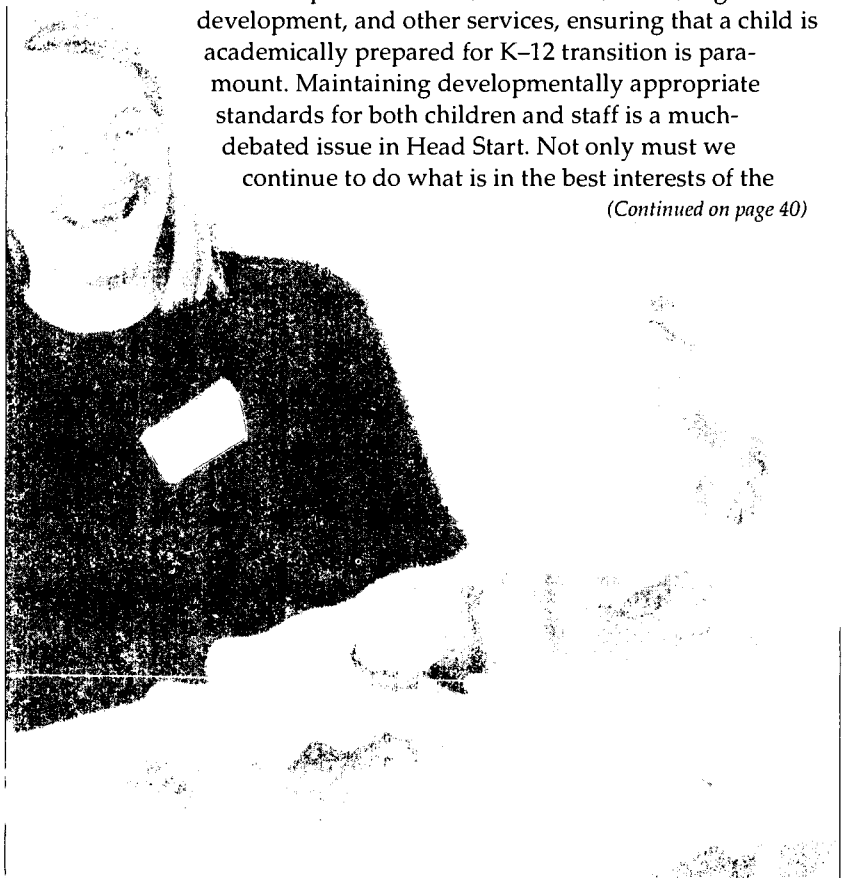 development, and other services, ensuring that a child is
academically prepared for K–12 transition is para-
mount. Maintaining developmentally appropriate
standards for both children and staff is a much-
debated issue in Head Start. Not only must we
continue to do what is in the best interests of the
(Continued on page 40)